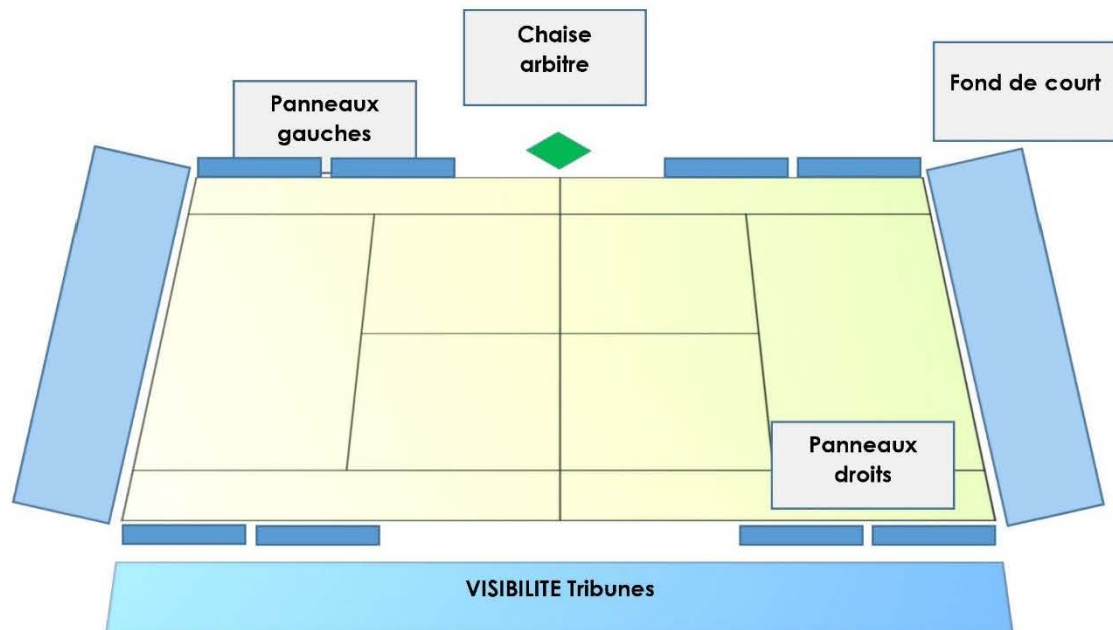 Chaise
arbitre
Fond de court
Panneaux
gauches
Panneaux
droits
VISIBILITE Tribunes